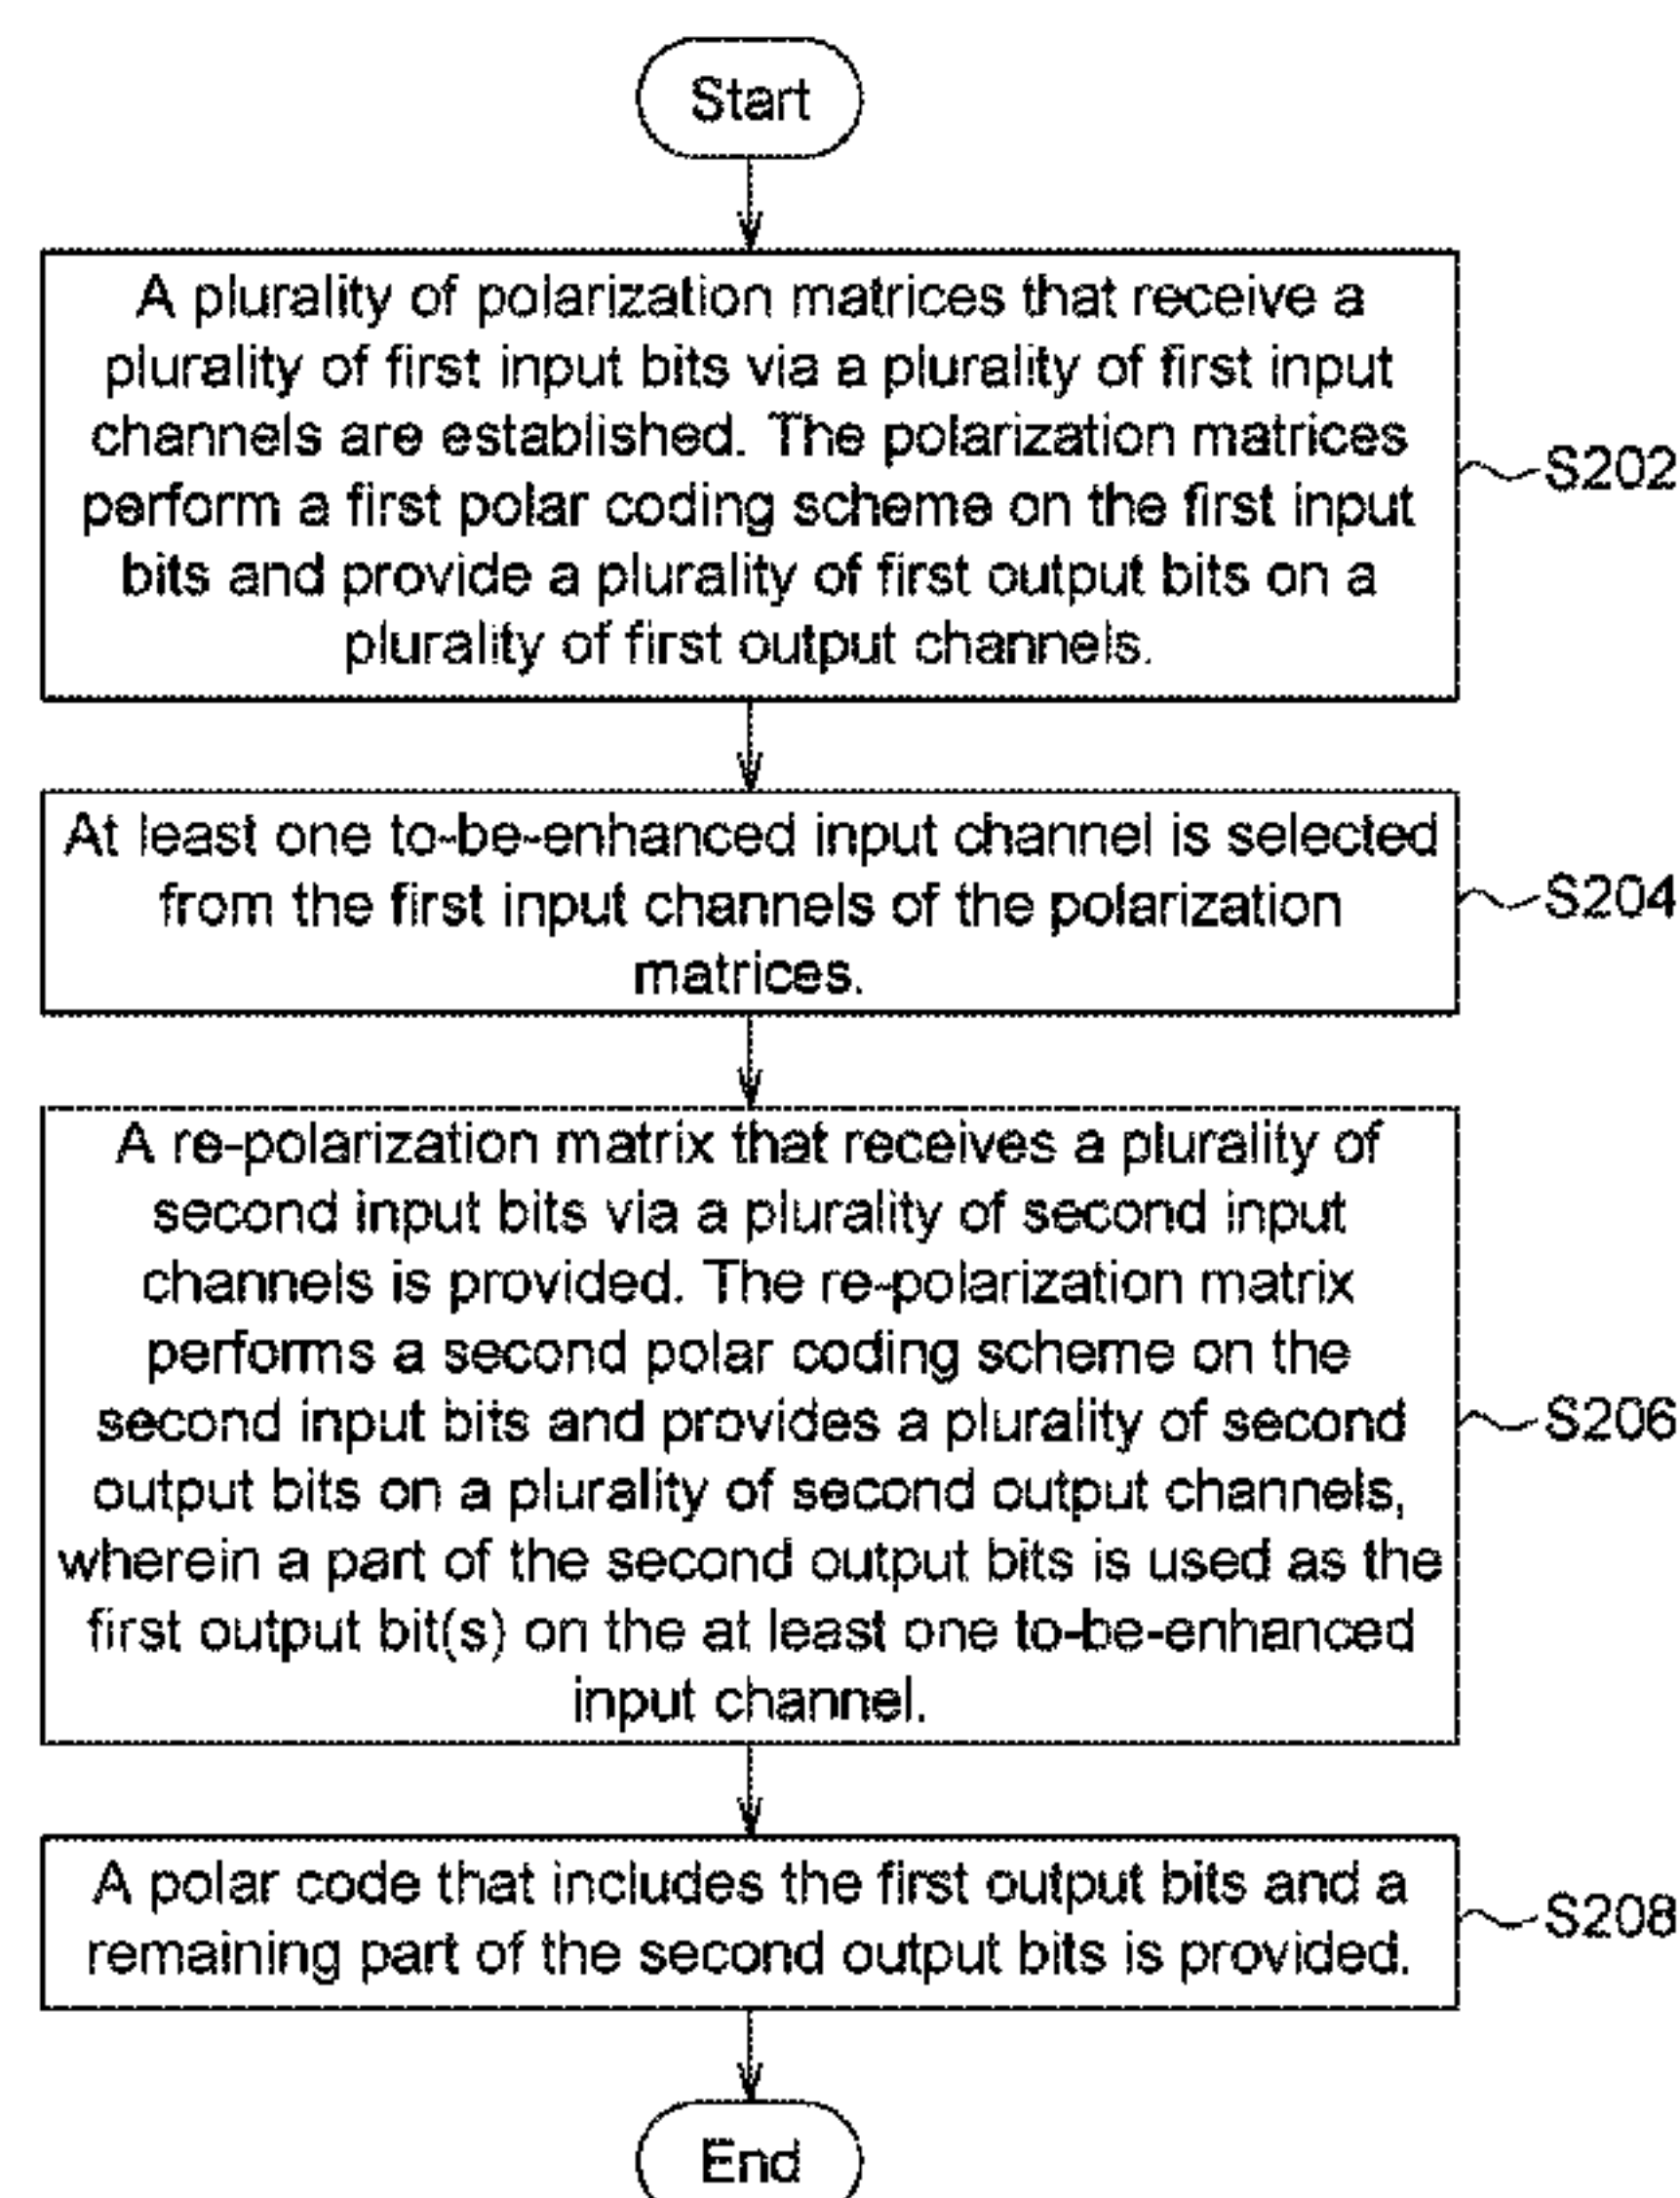 Start
A plurality of polarization matrices that receive a
plurality of first input bits via a plurality of first input
channels are established. The polarization matrices
perform a first polar coding scheme on the first input
bits and provide a plurality of first output bits on a
plurality of first output channels.
S202
At least one to-be-enhanced input channel is selected
from the first input channels of the polarization
matrices.
S204
A re-polarization matrix that receives a plurality of
second input bits via a plurality of second input
channels is provided. The re-polarization matrix
performs a second polar coding scheme on the
second input bits and provides a plurality of second
output bits on a plurality of second output channels,
wherein a part of the second output bits is used as the
first output bit(s) on the at least one to-be-enhanced
input channel.
S206
A polar code that includes the first output bits and a
remaining part of the second output bits is provided.
S208
End